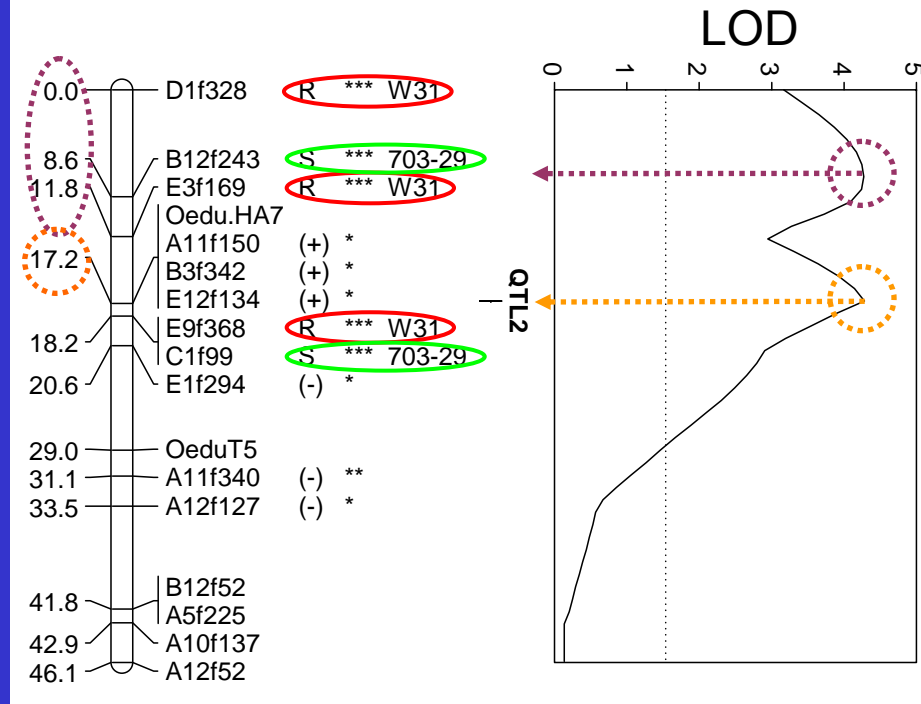 LOD
0 1 2 3 4 5
0.0 D1f328 R *** W31
8.6 B12f243 S *** 703-29
11.8 E3f169 R *** W31
Oedu.HA7
A11f150 (+) *
17.2 B3f342 (+) *
E12f134 (+) *
QTL2
E9f368 R *** W31
18.2 C1f99 S *** 703-29
20.6 E1f294 (-) *
29.0 OeduT5
31.1 A11f340 (-) **
33.5 A12f127 (-) *
B12f52
41.8 A5f225
42.9 A10f137
46.1 A12f52